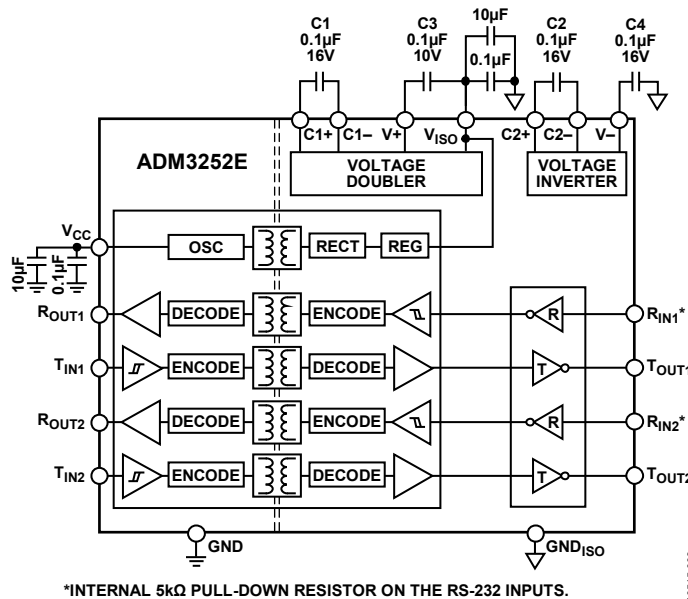 C1
0.1µF
16V
C3
0.1µF
10V
10µF
0.1µF
C2
0.1µF
16V
C4
0.1µF
16V
C1+
C1–
V+
VISO
C2+
C2–
V–
ADM3252E
VOLTAGE
DOUBLER
VOLTAGE
INVERTER
VCC
10µF
0.1µF
OSC
RECT
REG
ROUT1
DECODE
ENCODE
R
RIN1*
TIN1
ENCODE
DECODE
T
TOUT1
ROUT2
DECODE
ENCODE
R
RIN2*
TIN2
ENCODE
DECODE
T
TOUT2
GND
GNDISO
*INTERNAL 5kΩ PULL-DOWN RESISTOR ON THE RS-232 INPUTS.